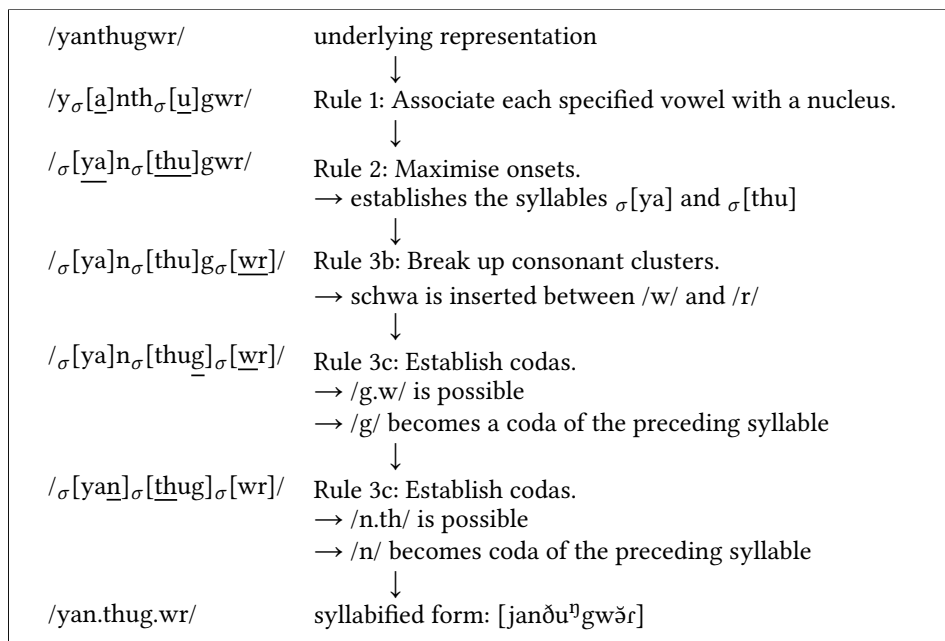 /yanthugwr/ underlying representation
↓
/y σ[a]nth σ[u]gwr/ Rule 1: Associate each specified vowel with a nucleus.
↓
/σ[ya]n σ[thu]gwr/ Rule 2: Maximise onsets.
→ establishes the syllables σ[ya] and σ[thu]
↓
/σ[ya]n σ[thu]g σ[wr]/ Rule 3b: Break up consonant clusters.
→ schwa is inserted between /w/ and /r/
↓
/σ[ya]n σ[thug]σ[wr]/ Rule 3c: Establish codas.
→ /g.w/ is possible
→ /g/ becomes a coda of the preceding syllable
↓
/σ[yan]σ[thug]σ[wr]/ Rule 3c: Establish codas.
→ /n.th/ is possible
→ /n/ becomes coda of the preceding syllable
↓
/yan.thug.wr/ syllabified form: [janðuᵑgwə̆ɾ]